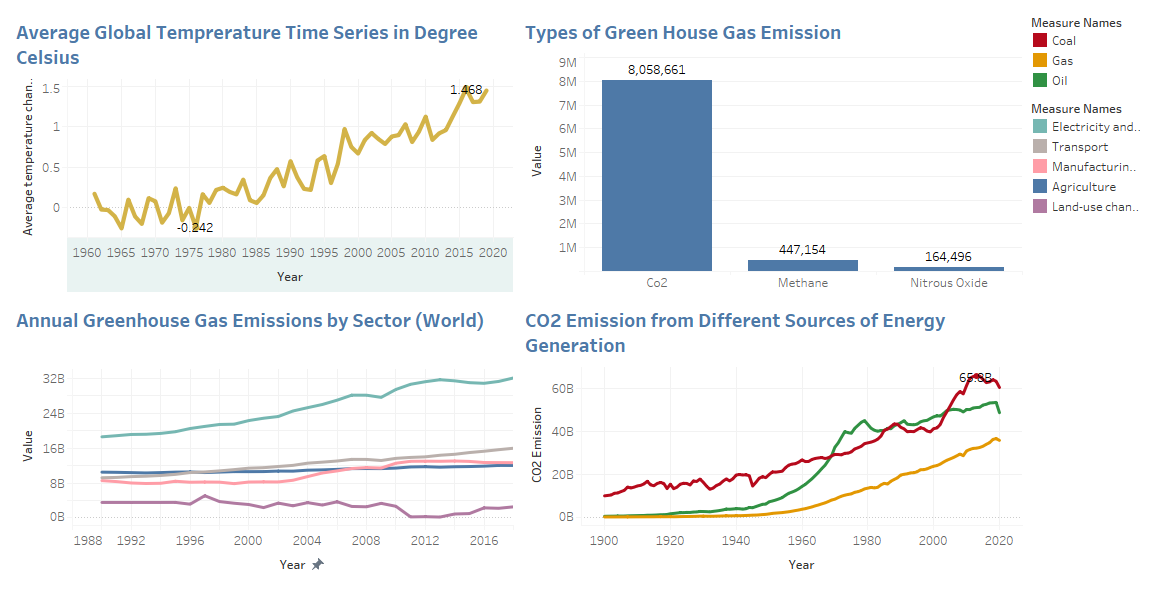 Average Global Temprerature Time Series in Degree
Celsius
Average temperature chan..
1.5
1
0.5
0
1.468
-0.242
1960 1965 1970 1975 1980 1985 1990 1995 2000 2005 2010 2015 2020
Year
Types of Green House Gas Emission
Value
9M
8M
7M
6M
5M
4M
3M
2M
1M
8,058,661
447,154
164,496
Co2 Methane Nitrous Oxide
Measure Names
Coal
Gas
Oil
Measure Names
Electricity and..
Transport
Manufacturin..
Agriculture
Land-use chan..
Annual Greenhouse Gas Emissions by Sector (World)
Value
32B
24B
16B
8B
0B
1988 1992 1996 2000 2004 2008 2012 2016
Year
CO2 Emission from Different Sources of Energy
Generation
CO2 Emission
60B
40B
20B
0B
1900 1920 1940 1960 1980 2000 2020
Year